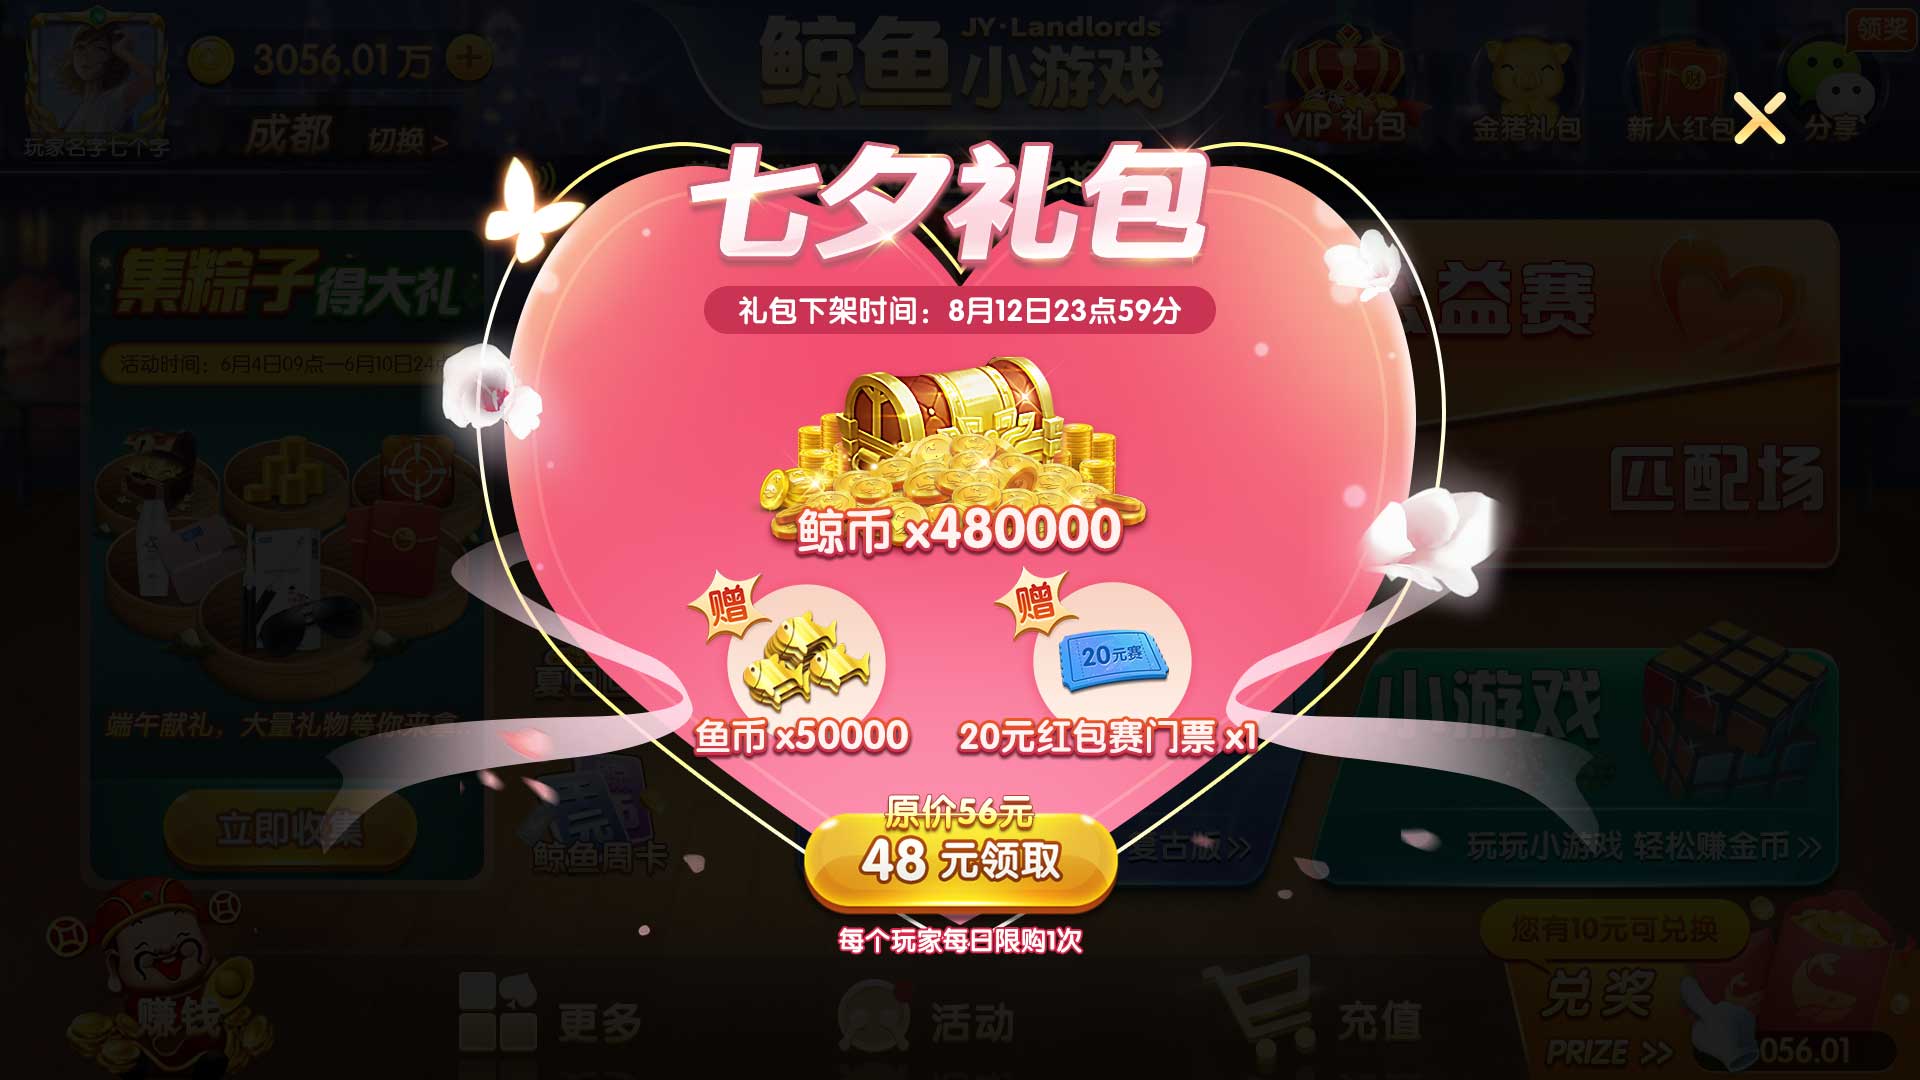 领奖
3056.01万
鲸鱼
JY·Landlords
小游戏
玩家名字七个字
成都 切换 >
VIP 礼包
金猪礼包
新人红包
分享
七夕礼包
礼包下架时间：8月12日23点59分
集粽子得大礼
活动时间：6月4日09点—6月10日24点
益赛
匹配场
鲸币 x480000
赠
赠
20元赛
鱼币 x50000
20元红包赛门票 x1
小游戏
端午献礼，大量礼物等你来拿..
立即收集
鲸鱼周卡
原价56元
48 元领取
复古版 >>
玩玩小游戏 轻松赚金币 >>
每个玩家每日限购1次
您有10元可兑换
兑奖
PRIZE >>
056.01
赚钱
更多
活动
充值